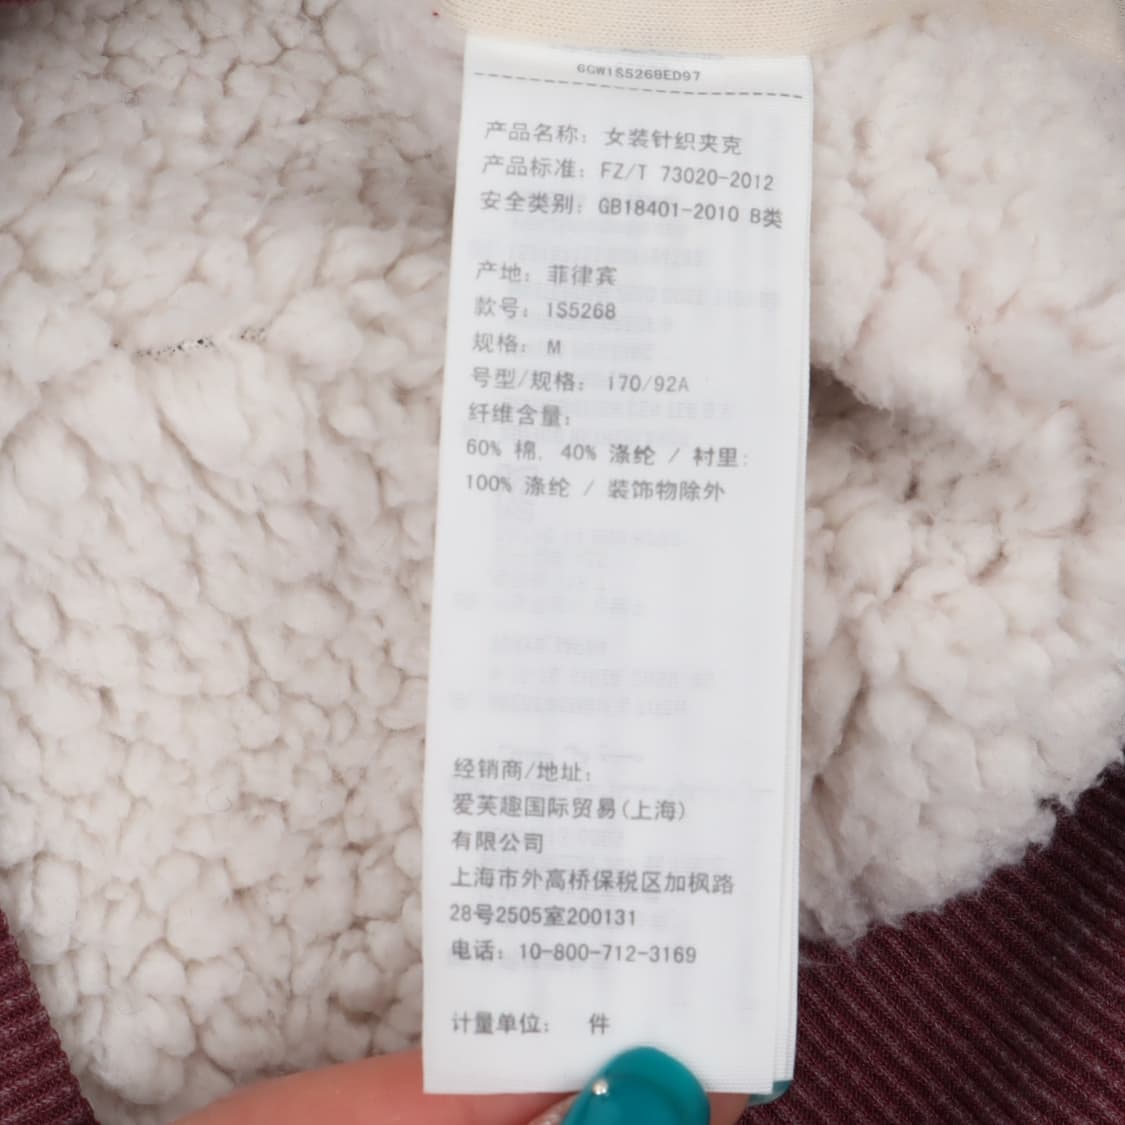 6CW1S5268ED97
产品名称: 女装针织夹克
产品标准: FZ/T 73020-2012
安全类别: GB18401-2010 B类
产地: 菲律宾
款号: 1S5268
规格: M
号型/规格: 170/92A
纤维含量:
60% 棉, 40% 涤纶 / 衬里:
100% 涤纶 / 装饰物除外
经销商/地址:
爱芙趣国际贸易(上海)
有限公司
上海市外高桥保税区加枫路
28号2505室200131
电话: 10-800-712-3169
计量单位: 件